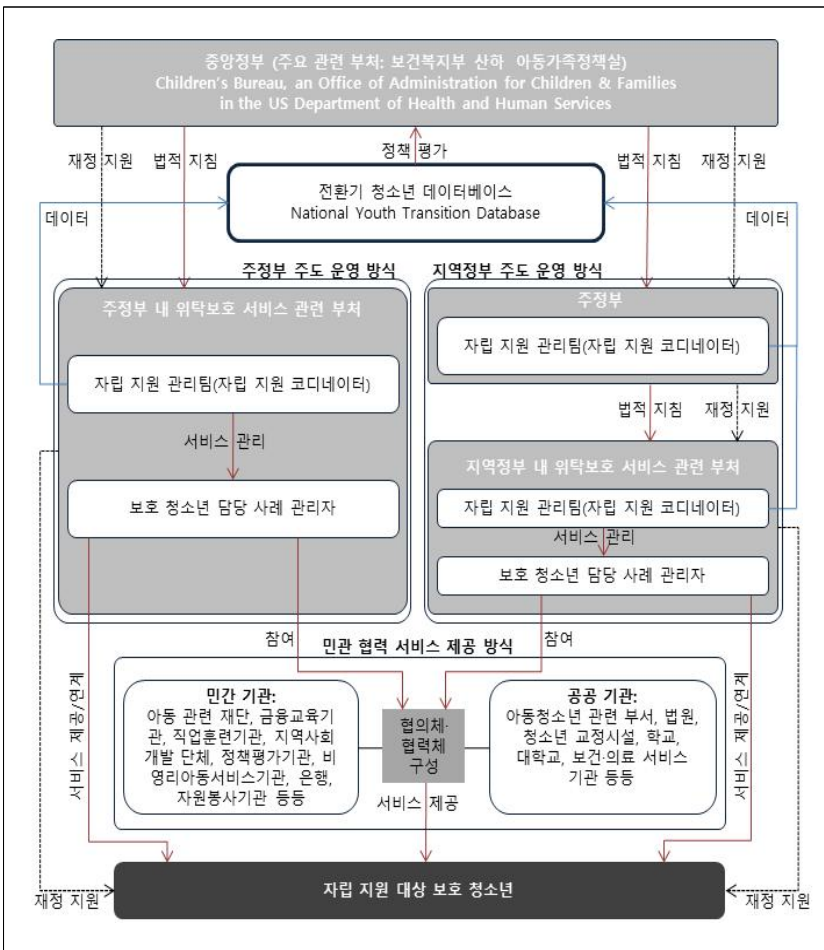 중앙정부 (주요 관련 부처: 보건복지부 산하 아동가족정책실)
Children's Bureau, an Office of Administration for Children & Families
in the US Department of Health and Human Services
재정 지원
법적 지침
정책 평가
법적 지침
재정 지원
전환기 청소년 데이터베이스
National Youth Transition Database
데이터
데이터
주정부 주도 운영 방식
주정부 내 위탁보호 서비스 관련 부처
자립 지원 관리팀(자립 지원 코디네이터)
서비스 관리
보호 청소년 담당 사례 관리자
지역정부 주도 운영 방식
주정부
자립 지원 관리팀(자립 지원 코디네이터)
법적 지침
재정 지원
지역정부 내 위탁보호 서비스 관련 부처
자립 지원 관리팀(자립 지원 코디네이터)
서비스 관리
보호 청소년 담당 사례 관리자
참여
민관 협력 서비스 제공 방식
참여
서비스 제공/연계
민간 기관:
아동 관련 재단, 금융교육기
관, 직업훈련기관, 지역사회
개발 단체, 정책평가기관, 비
영리아동서비스기관, 은행,
자원봉사기관 등등
협의체·
협력체
구성
공공 기관:
아동청소년 관련 부서, 법원,
청소년 교정시설, 학교,
대학교, 보건·의료 서비스
기관 등등
서비스 제공/연계
서비스 제공
자립 지원 대상 보호 청소년
재정 지원
재정 지원